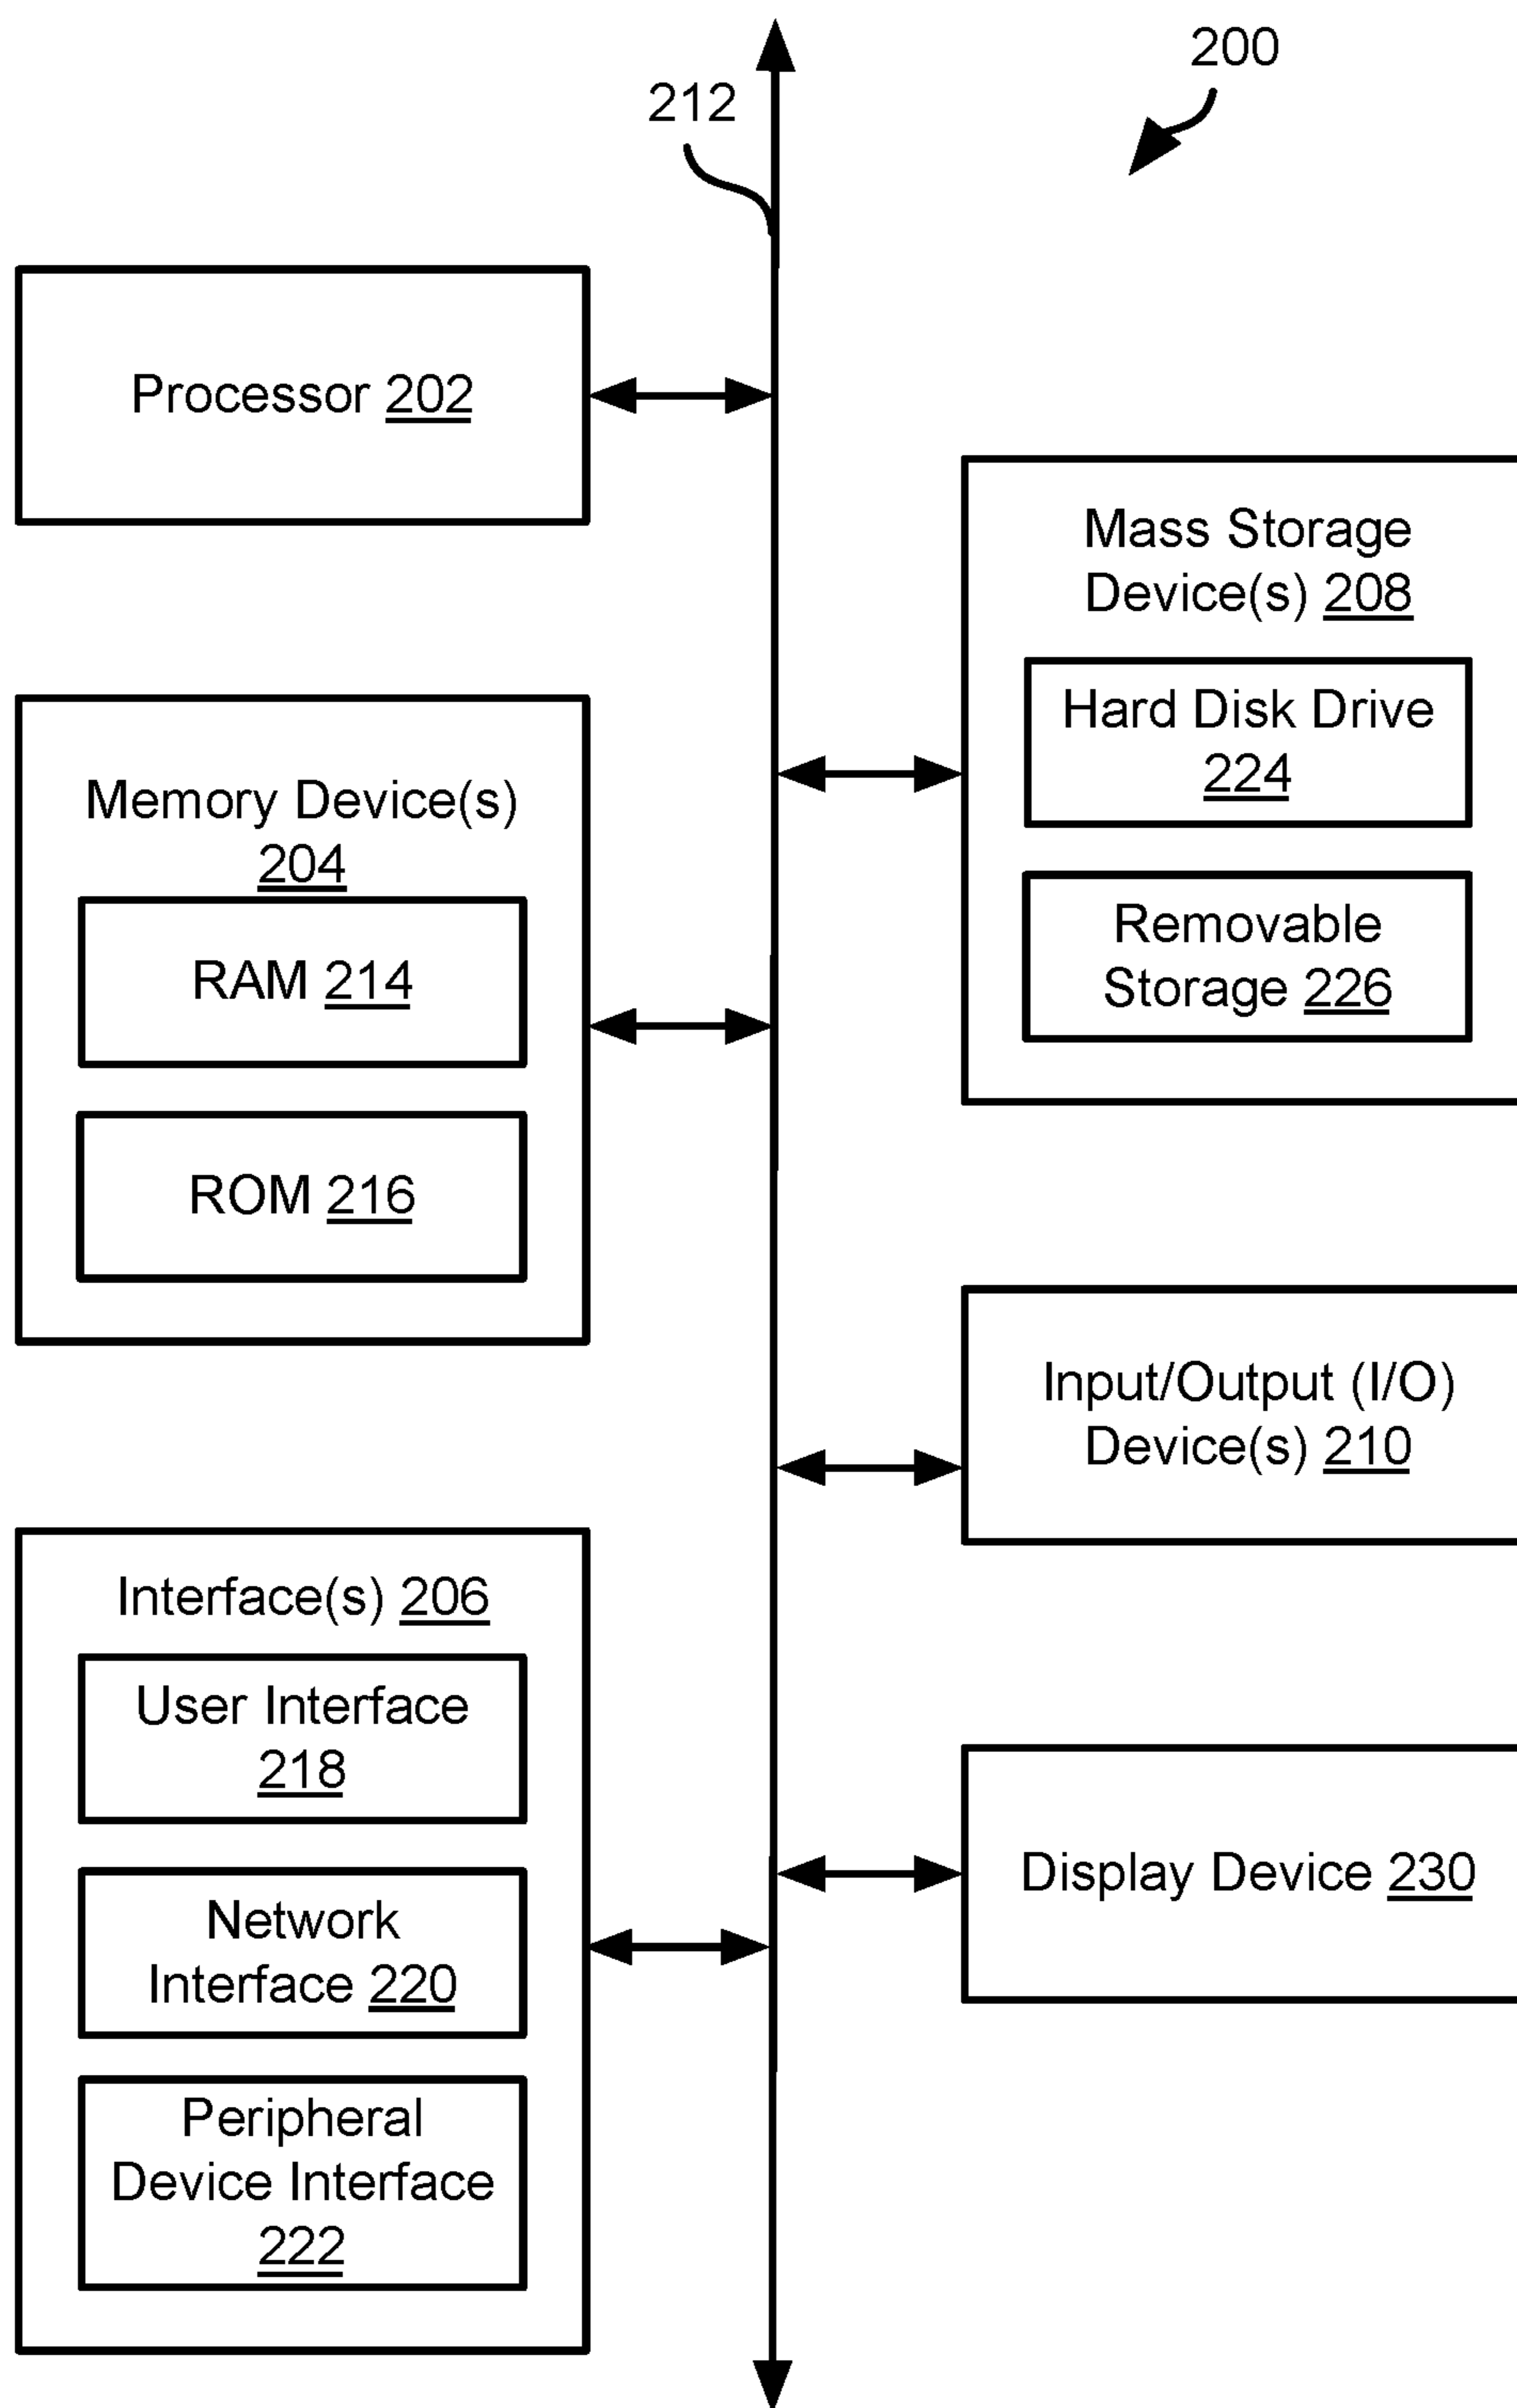 200
212
Processor 202
Memory Device(s)
204
RAM 214
ROM 216
Interface(s) 206
User Interface
218
Network
Interface 220
Peripheral
Device Interface
222
Mass Storage
Device(s) 208
Hard Disk Drive
224
Removable
Storage 226
Input/Output (I/O)
Device(s) 210
Display Device 230